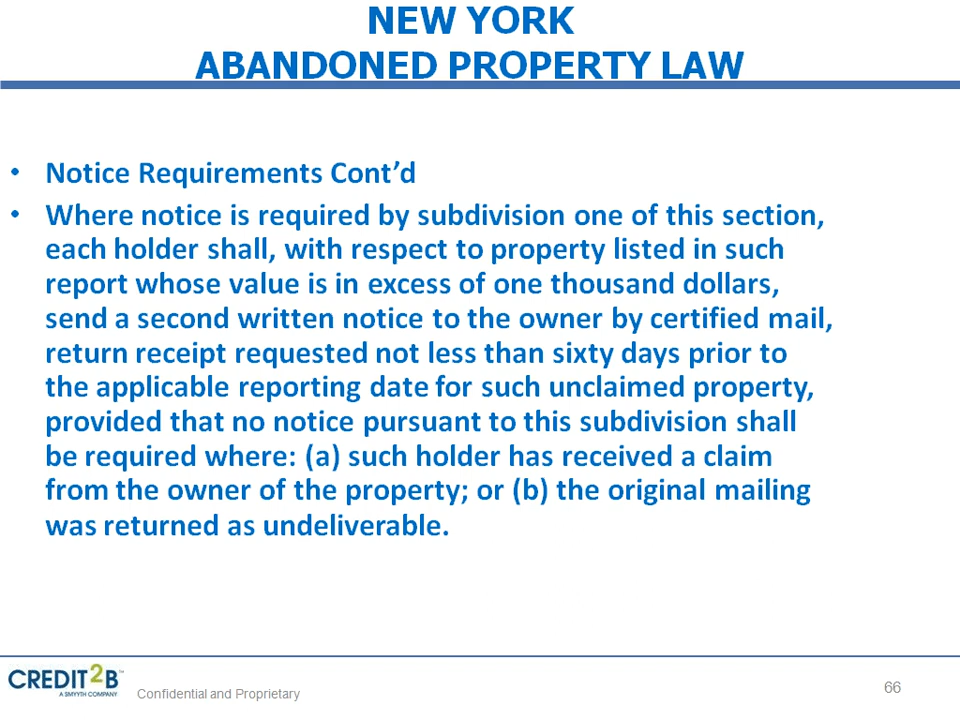 NEW YORK
ABANDONED PROPERTY LAW
• Notice Requirements Cont’d
• Where notice is required by subdivision one of this section,
each holder shall, with respect to property listed in such
report whose value is in excess of one thousand dollars,
send a second written notice to the owner by certified mail,
return receipt requested not less than sixty days prior to
the applicable reporting date for such unclaimed property,
provided that no notice pursuant to this subdivision shall
be required where: (a) such holder has received a claim
from the owner of the property; or (b) the original mailing
was returned as undeliverable.
CREDIT2B™
A SMYYTH COMPANY
Confidential and Proprietary
66